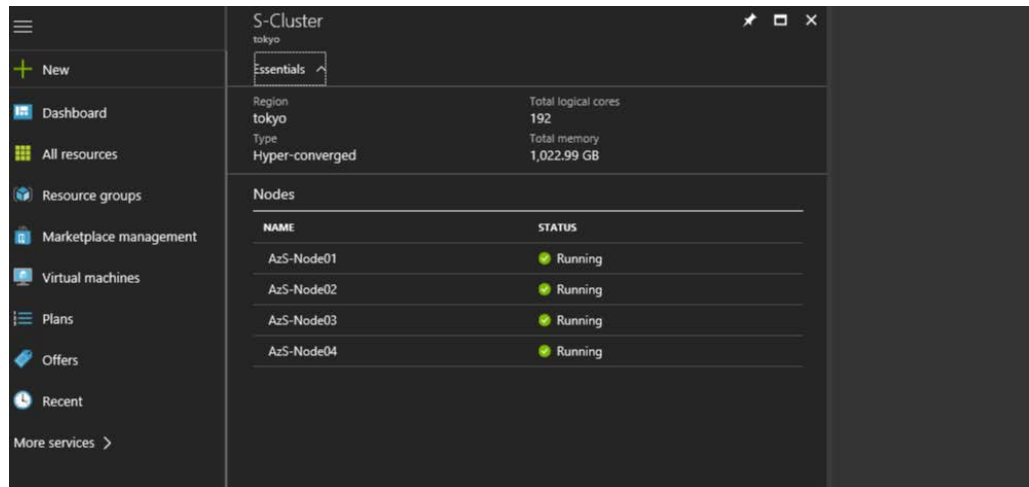 New
Dashboard
All resources
Resource groups
Marketplace management
Virtual machines
Plans
Offers
Recent
More services
S-Cluster
tokyo
Essentials
Region
tokyo
Type
Hyper-converged
Total logical cores
192
Total memory
1,022.99 GB
Nodes
NAME STATUS
AzS-Node01 Running
AzS-Node02 Running
AzS-Node03 Running
AzS-Node04 Running